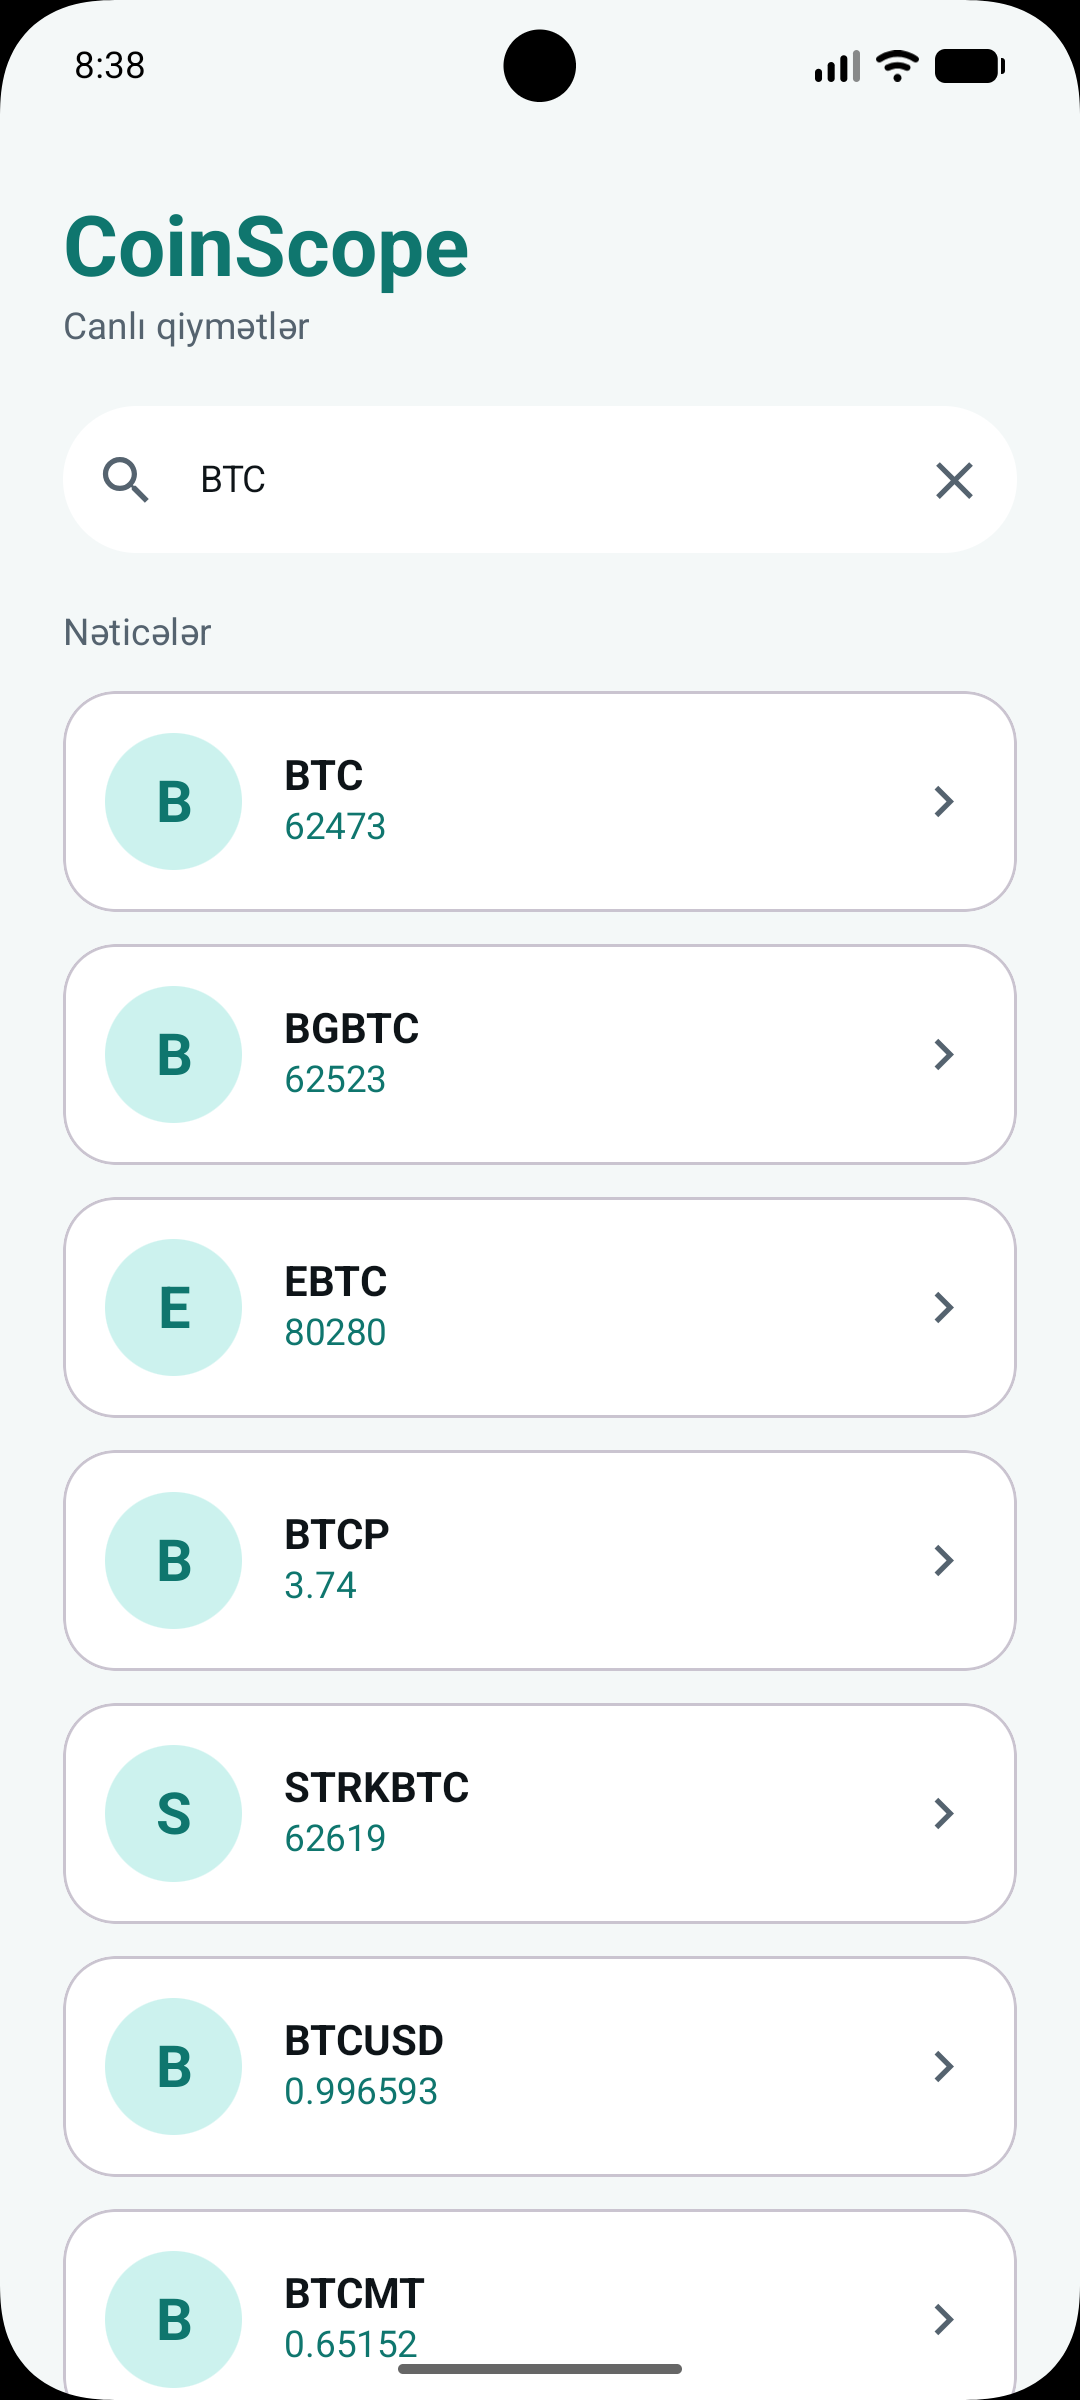 8:38
CoinScope
Canlı qiymətlər
BTC
Nəticələr
B
BTC
62473
B
BGBTC
62523
E
EBTC
80280
B
BTCP
3.74
S
STRKBTC
62619
B
BTCUSD
0.996593
B
BTCMT
0.65152